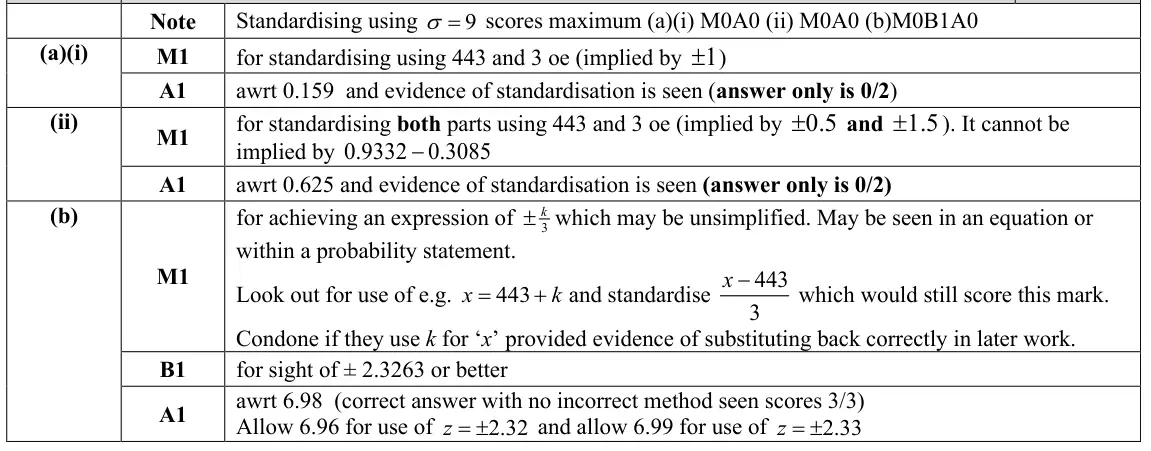 Note Standardising using σ = 9 scores maximum (a)(i) M0A0 (ii) M0A0 (b)M0B1A0
(a)(i) M1 for standardising using 443 and 3 oe (implied by ±1)
A1 awrt 0.159 and evidence of standardisation is seen (answer only is 0/2)
(ii) M1 for standardising both parts using 443 and 3 oe (implied by ±0.5 and ±1.5). It cannot be
implied by 0.9332 − 0.3085
A1 awrt 0.625 and evidence of standardisation is seen (answer only is 0/2)
(b) M1 for achieving an expression of ± k/3 which may be unsimplified. May be seen in an equation or
within a probability statement.
Look out for use of e.g. x = 443 + k and standardise (x − 443)/3 which would still score this mark.
Condone if they use k for ‘x’ provided evidence of substituting back correctly in later work.
B1 for sight of ± 2.3263 or better
A1 awrt 6.98 (correct answer with no incorrect method seen scores 3/3)
Allow 6.96 for use of z = ±2.32 and allow 6.99 for use of z = ±2.33